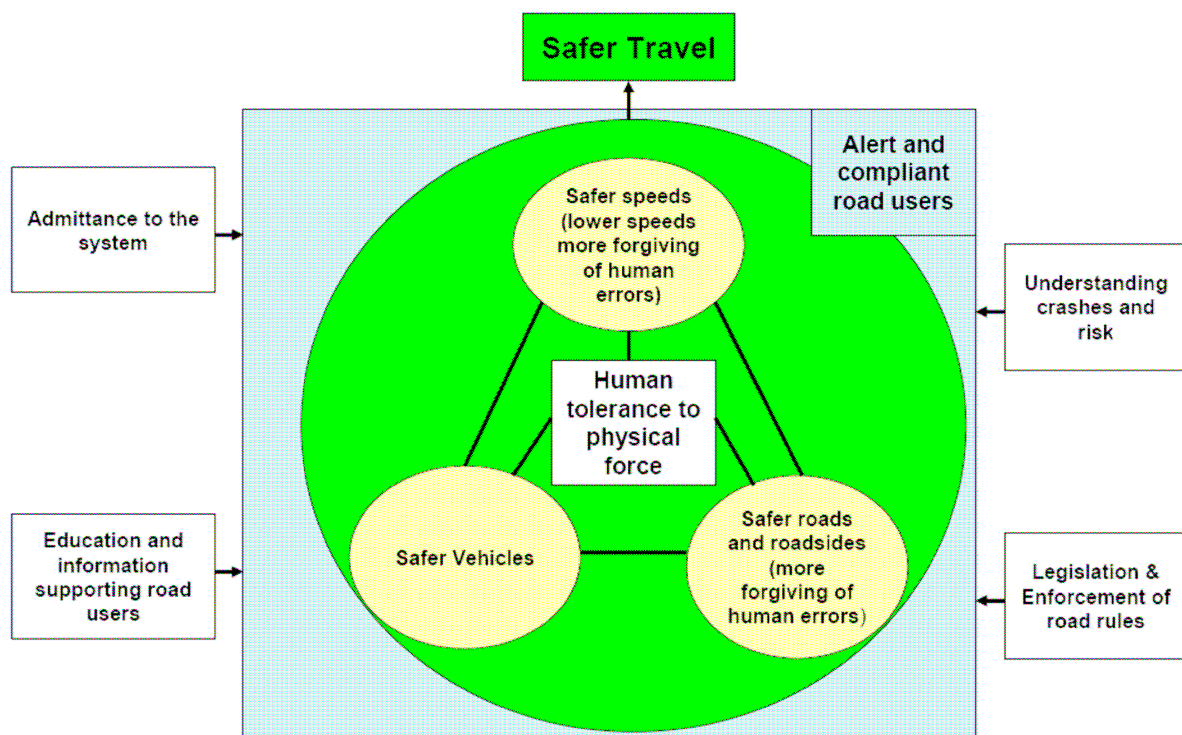 Safer Travel
Alert and
compliant
road users
Safer speeds
(lower speeds
more forgiving
of human
errors)
Admittance to the
system
Understanding
crashes and
risk
Human
tolerance to
physical
force
Safer Vehicles
Safer roads
and roadsides
(more
forgiving of
human errors)
Education and
information
supporting road
users
Legislation &
Enforcement of
road rules